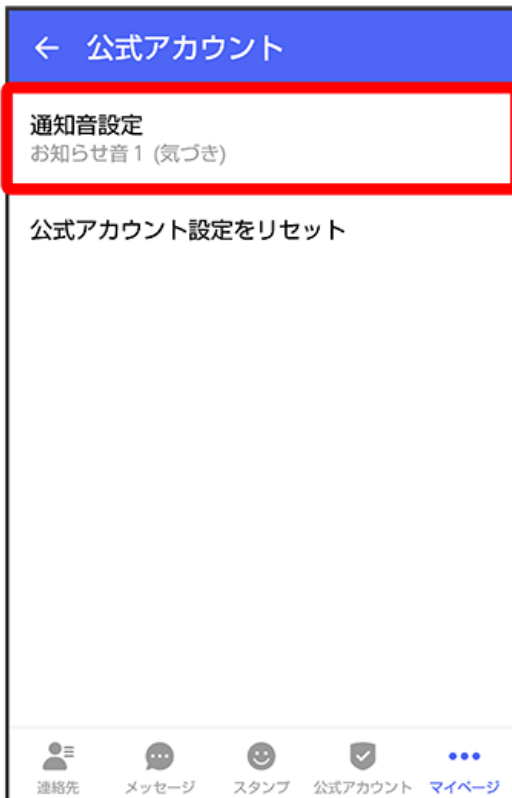 公式アカウント
通知音設定
お知らせ音1 (気づき)
公式アカウント設定をリセット
連絡先 メッセージ スタンプ 公式アカウント マイページ